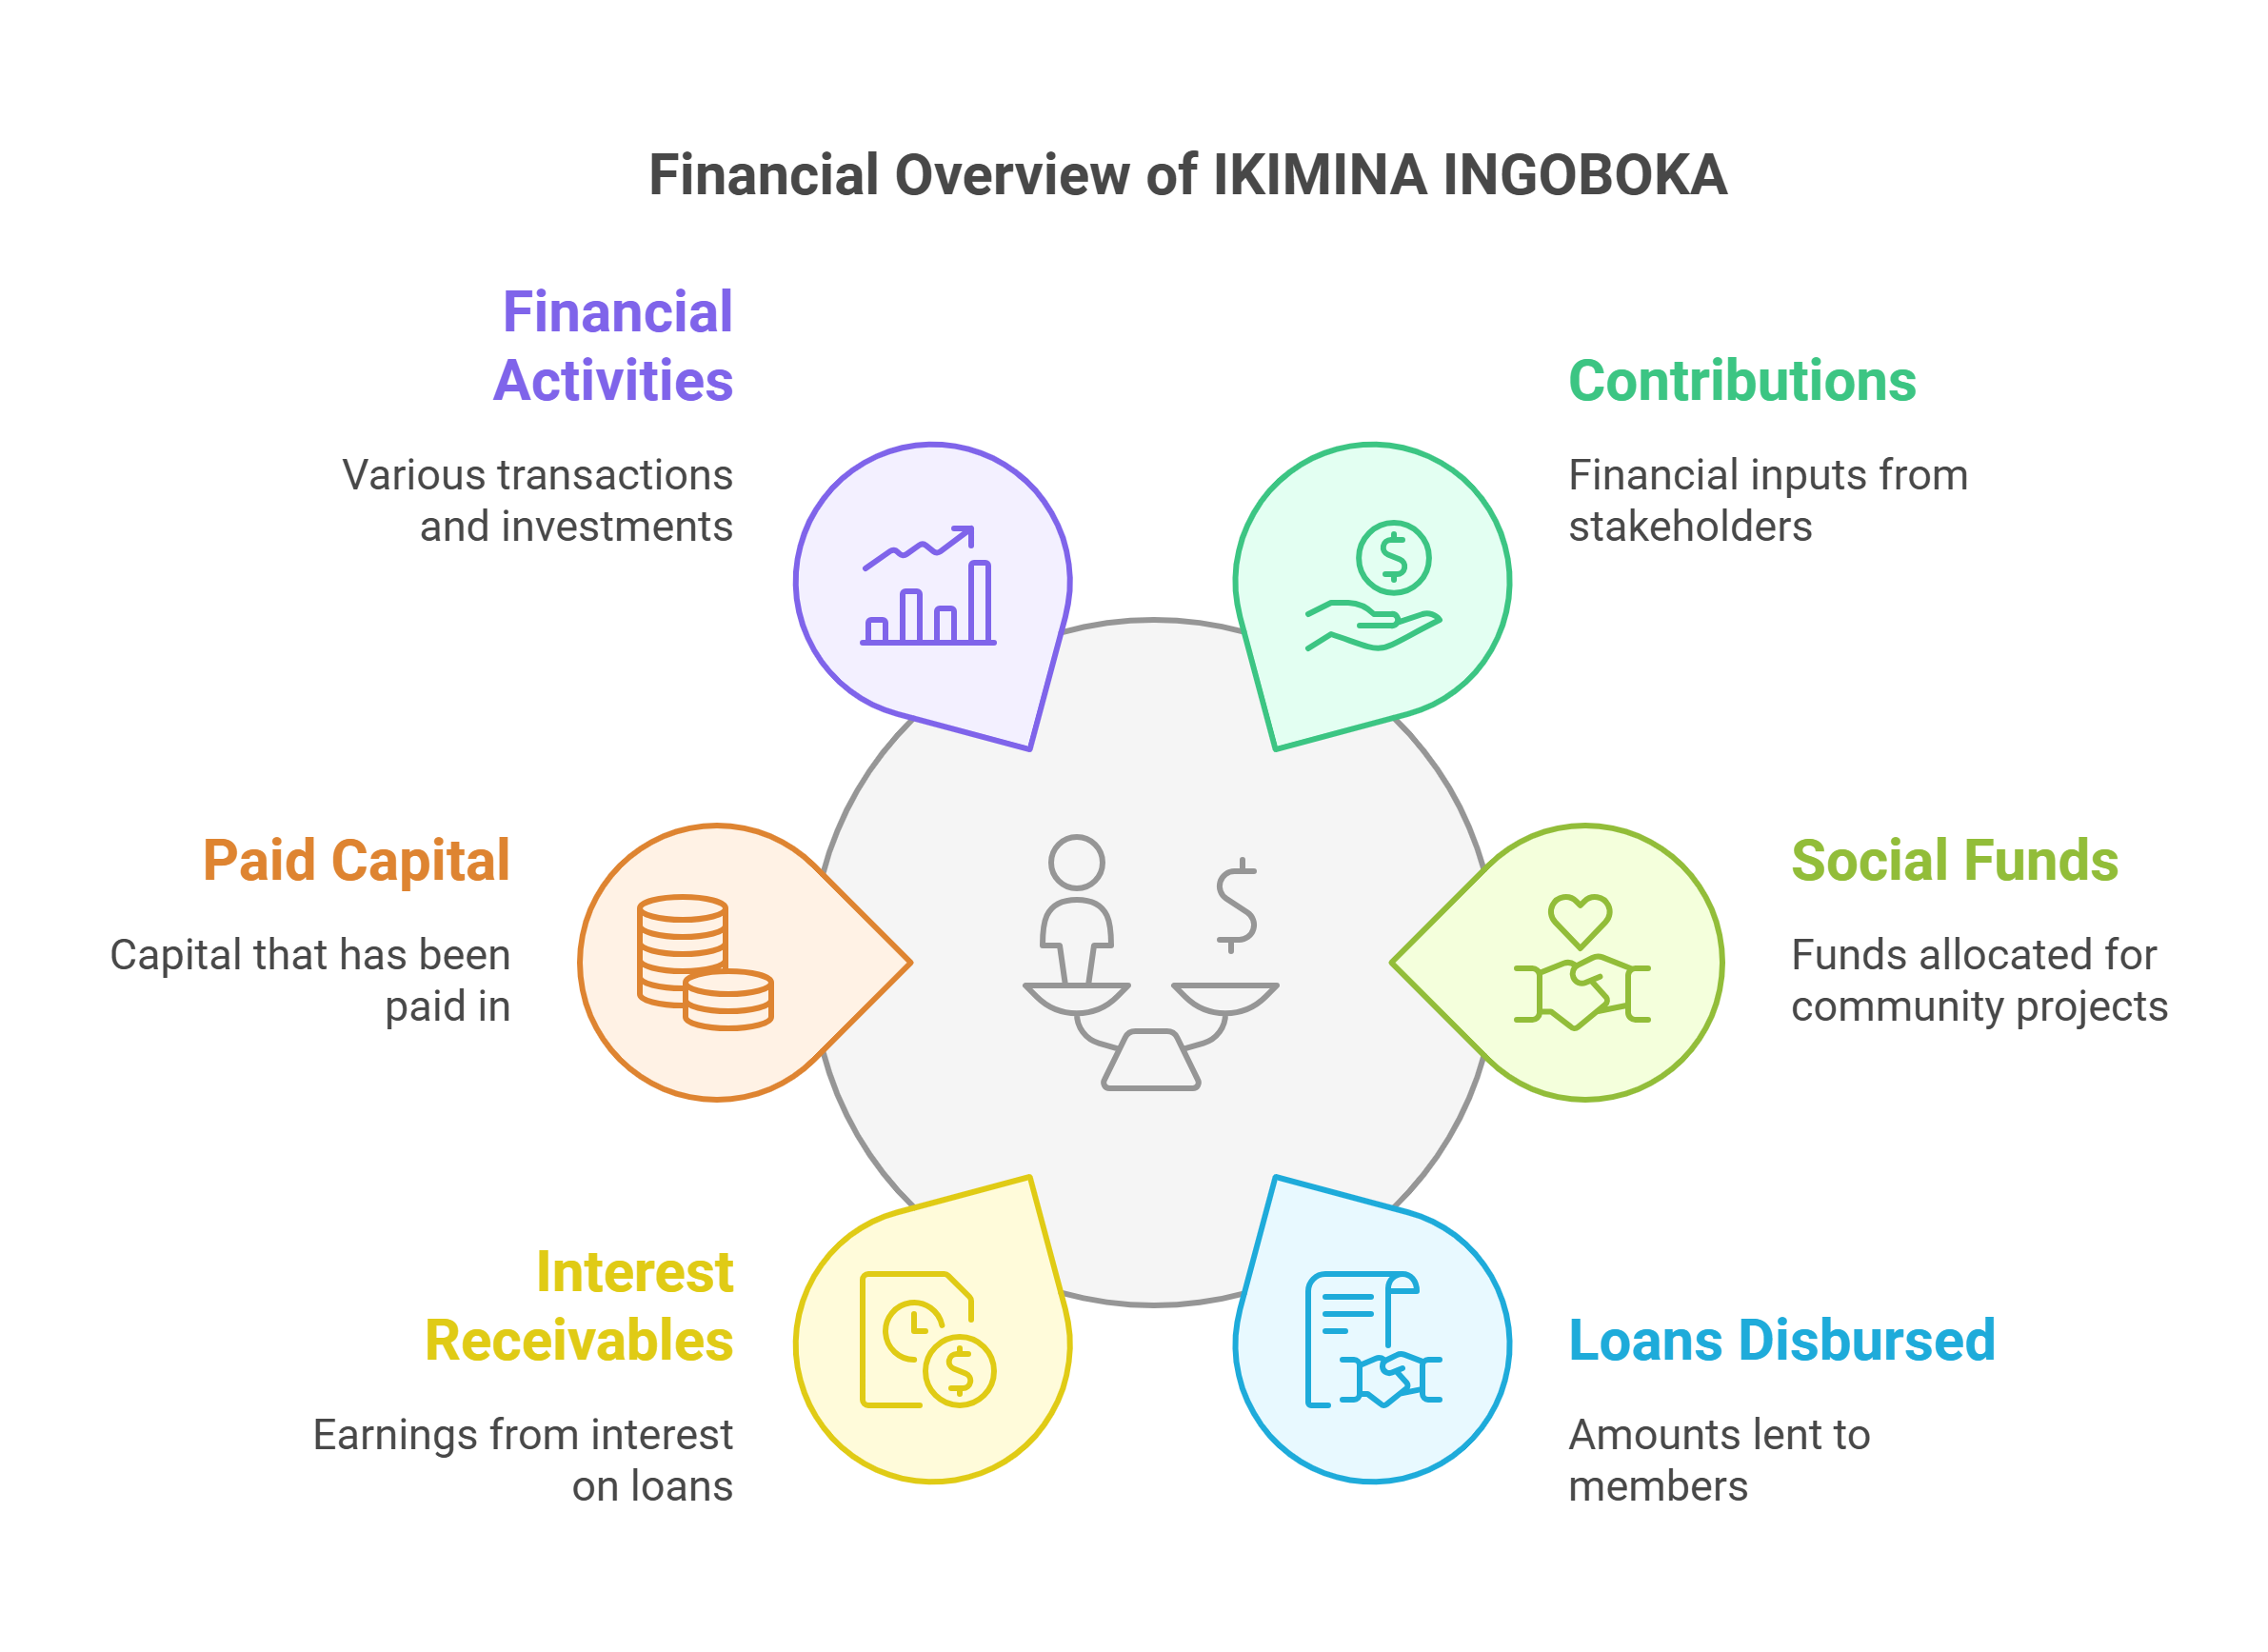 Financial Overview of IKIMINA INGOBOKA
Financial
Activities
Various transactions
and investments
Contributions
Financial inputs from
stakeholders
Paid Capital
Capital that has been
paid in
Social Funds
Funds allocated for
community projects
Interest
Receivables
Earnings from interest
on loans
Loans Disbursed
Amounts lent to
members